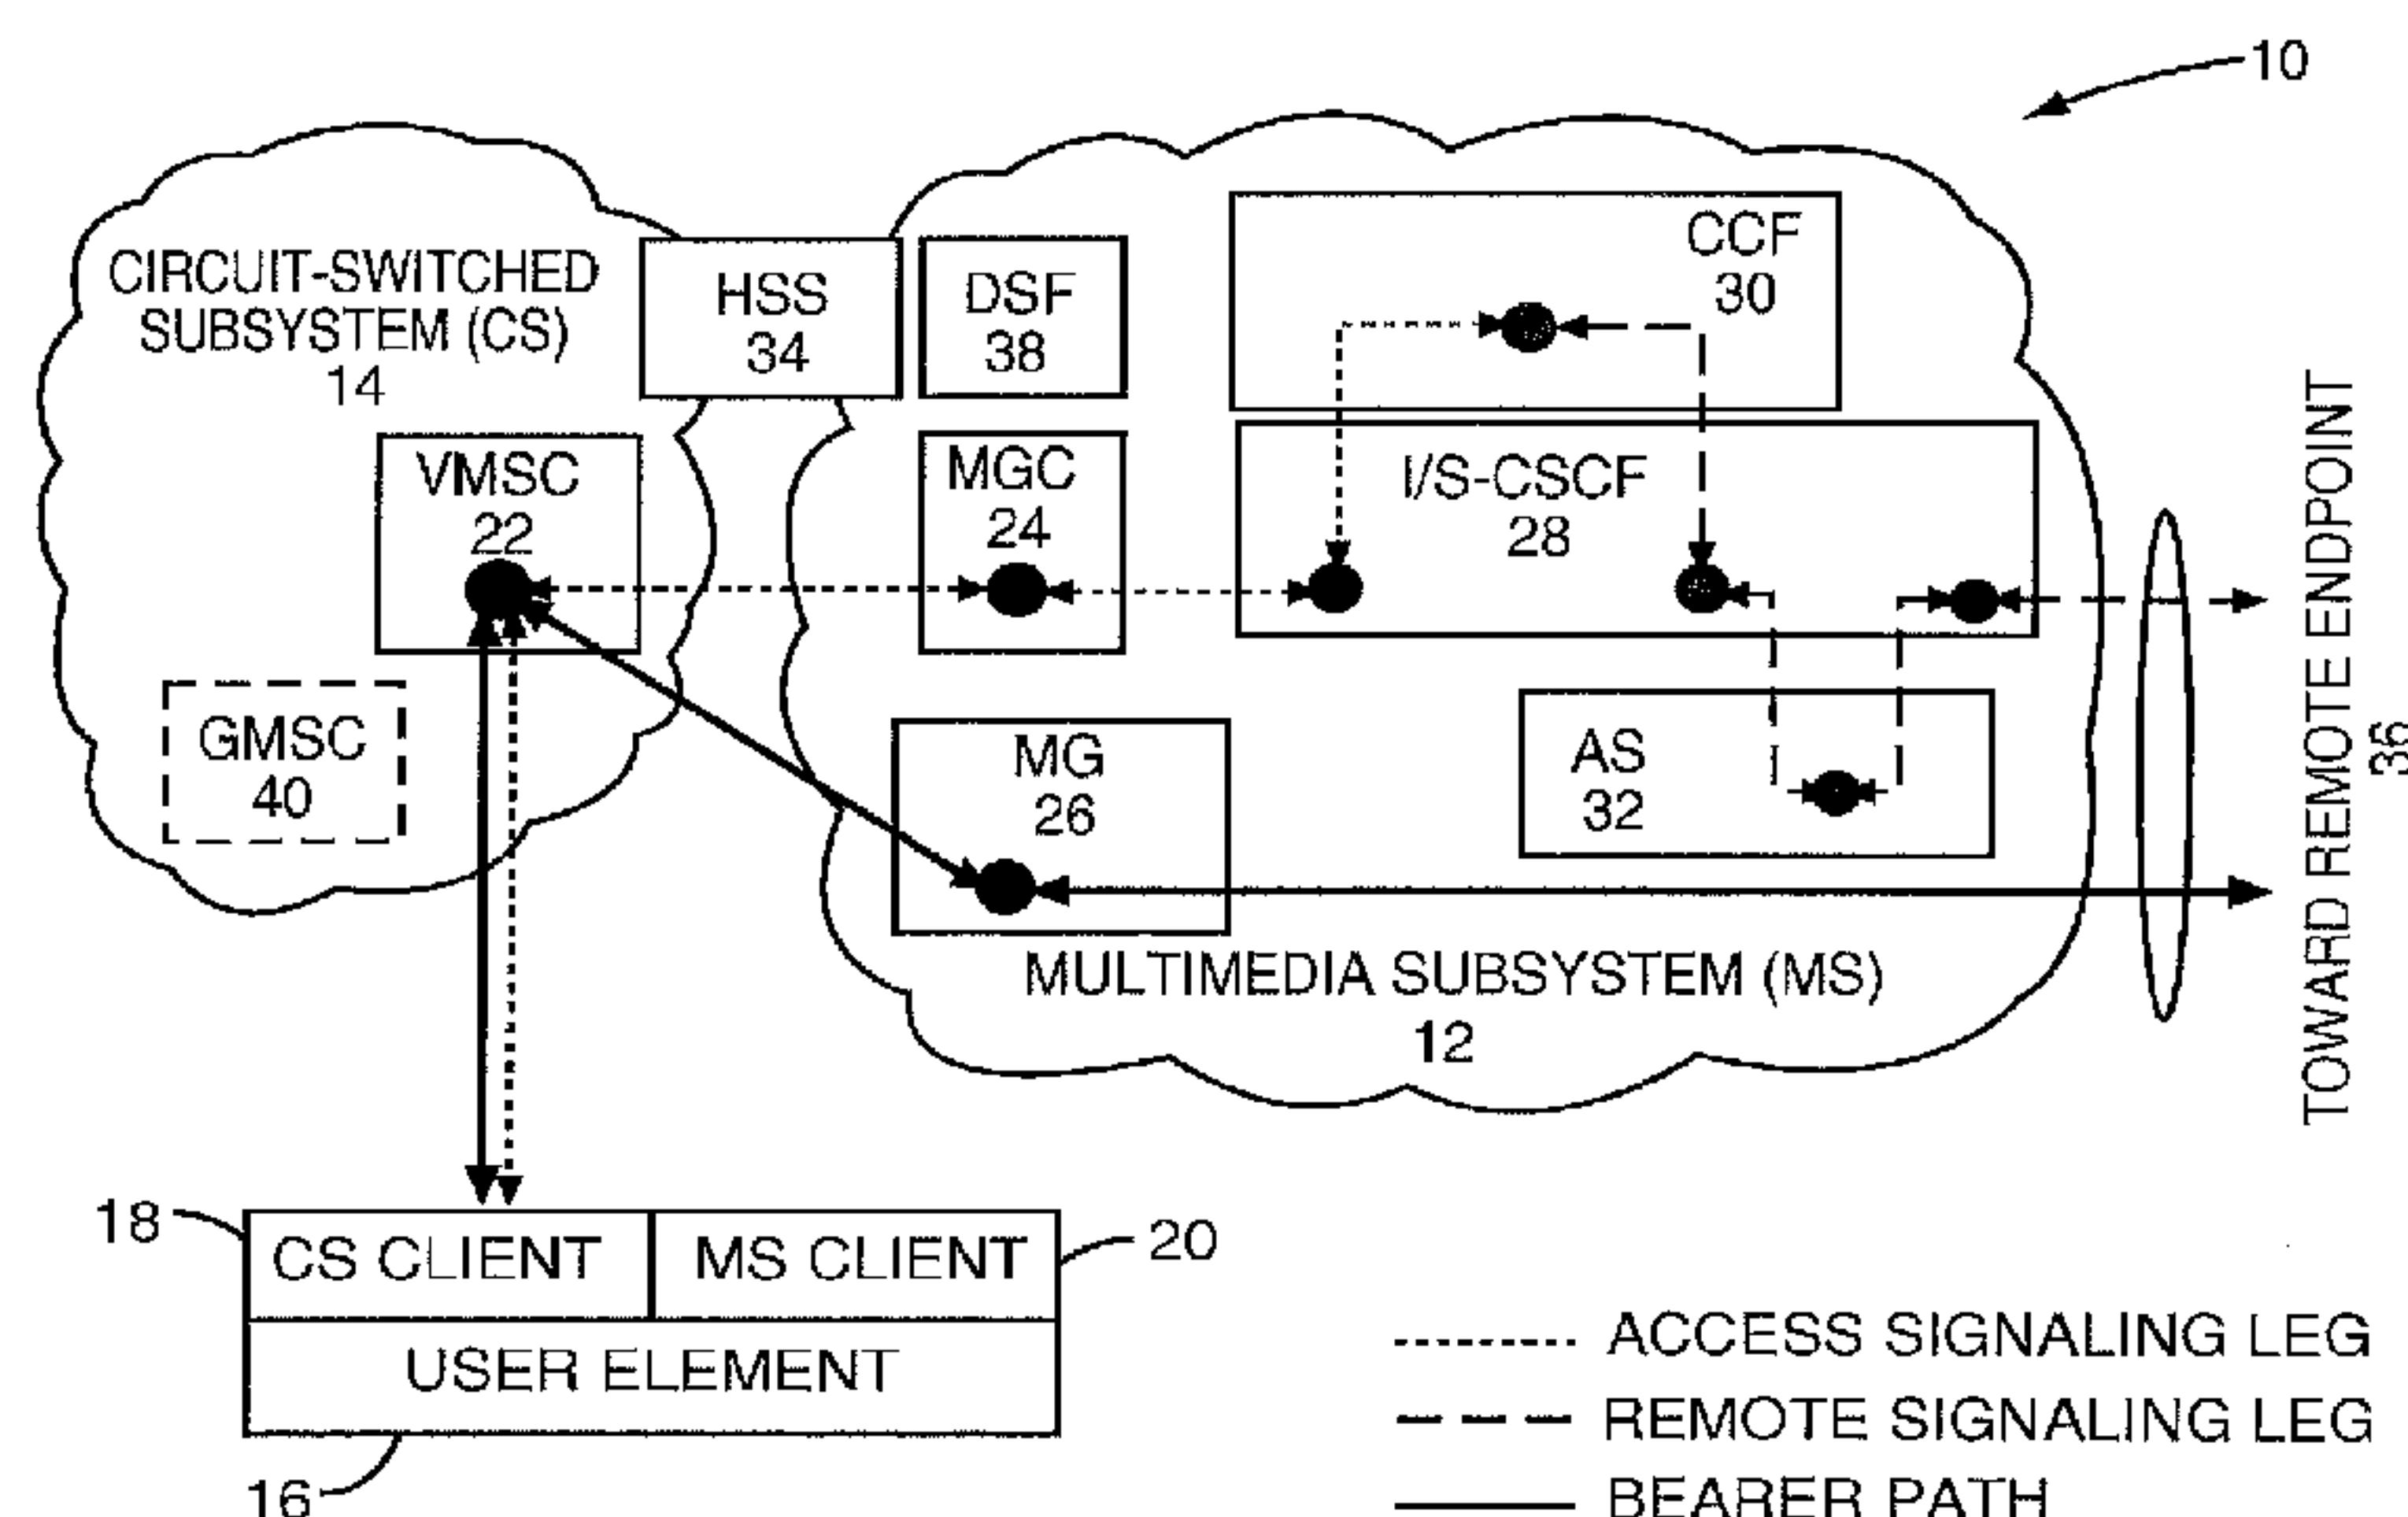 10
CIRCUIT-SWITCHED
SUBSYSTEM (CS)
14
HSS
34
DSF
38
CCF
30
VMSC
22
MGC
24
I/S-CSCF
28
GMSC
40
MG
26
AS
32
MULTIMEDIA SUBSYSTEM (MS)
12
TOWARD REMOTE ENDPOINT
36
18
CS CLIENT
MS CLIENT
20
USER ELEMENT
16
ACCESS SIGNALING LEG
REMOTE SIGNALING LEG
BEARER PATH